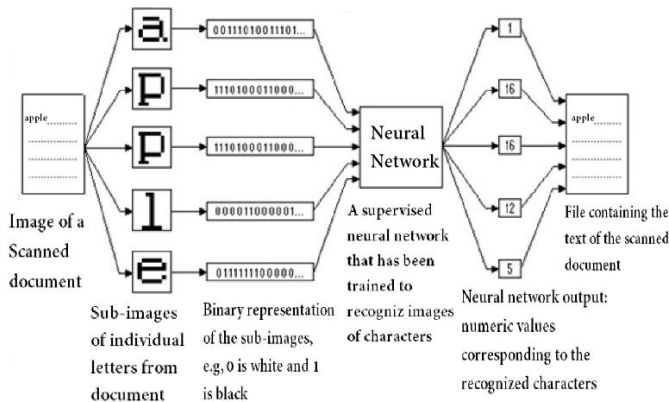 apple
Image of a
Scanned
document
a
p
p
l
e
Sub-images
of individual
letters from
document
00111010011101...
1110100011000...
1110100011000...
000011000001...
0111111100000...
Binary representation
of the sub-images,
e.g, 0 is white and 1
is black
Neural
Network
A supervised
neural network
that has been
trained to
recogniz images
of characters
1
16
16
12
5
Neural network output:
numeric values
corresponding to the
recognized characters
apple
File containing the
text of the scanned
document